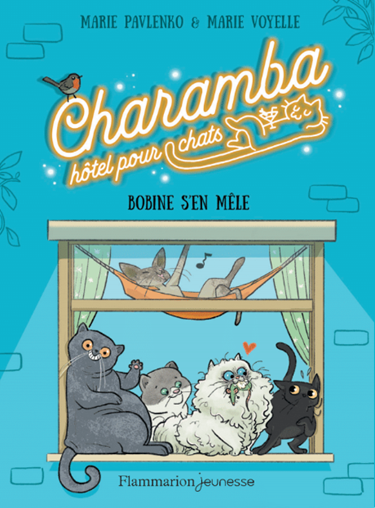 MARIE PAVLENKO & MARIE VOYELLE
Charamba
hôtel pour chats
BOBINE S'EN MÊLE
Flammarion jeunesse